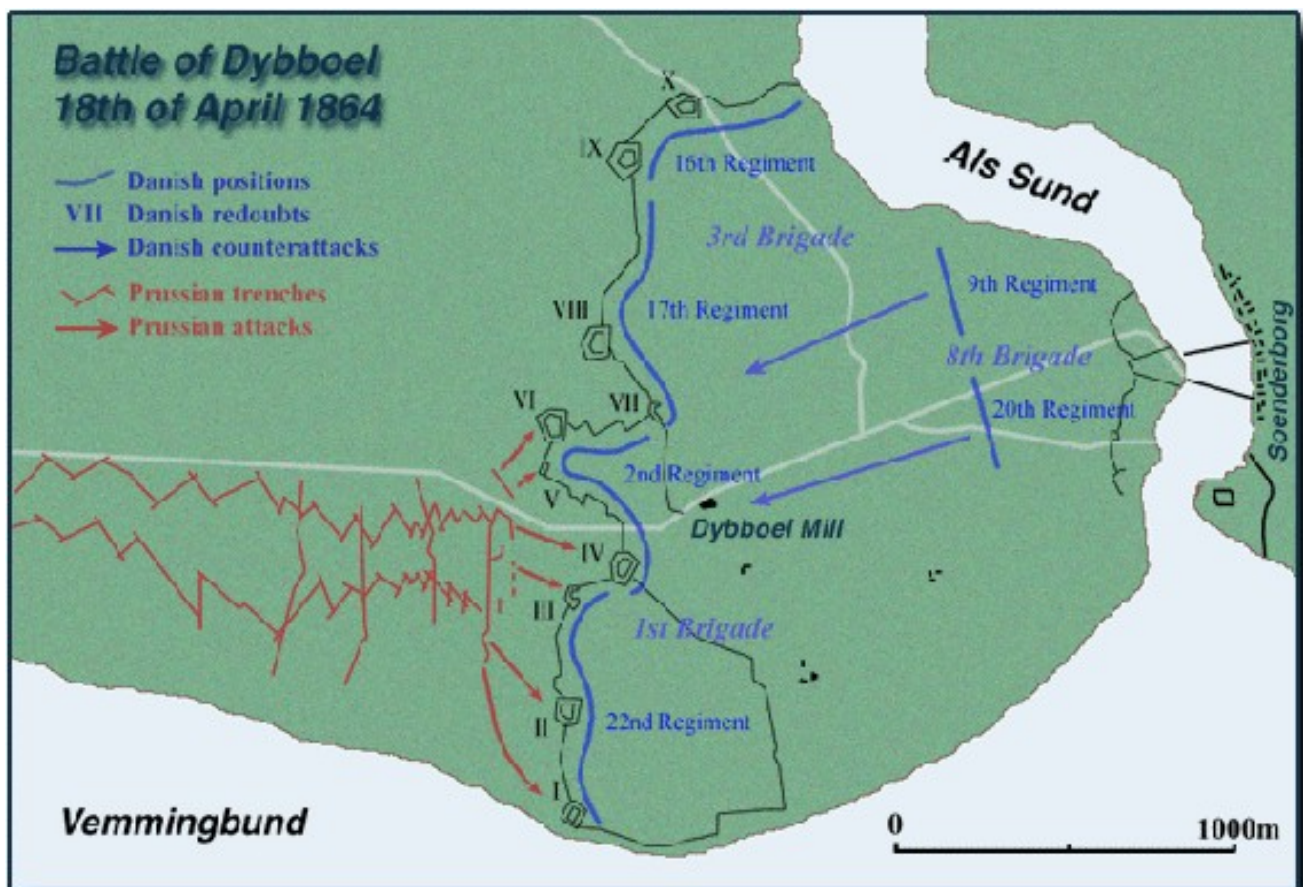 Battle of Dybboel
18th of April 1864
Danish positions
VII Danish redoubts
Danish counterattacks
Prussian trenches
Prussian attacks
X
IX
16th Regiment
Als Sund
3rd Brigade
9th Regiment
VIII
17th Regiment
8th Brigade
Soenderborg
VI
VII
20th Regiment
V
2nd Regiment
Dybboel Mill
IV
III
1st Brigade
II
22nd Regiment
I
Vemmingbund
0
1000m